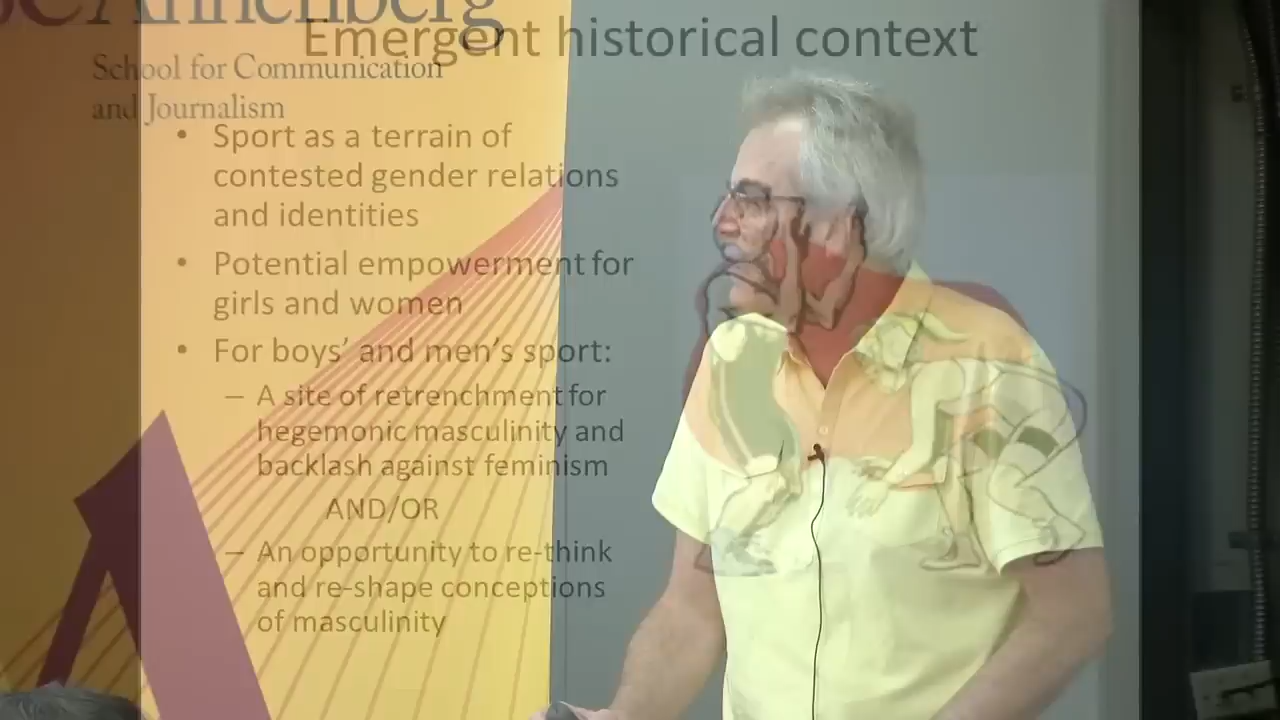 Annenberg
School for Communication
and Journalism
Emergent historical context
• Sport as a terrain of
contested gender relations
and identities
• Potential empowerment for
girls and women
• For boys’ and men’s sport:
– A site of retrenchment for
hegemonic masculinity and
backlash against feminism
AND/OR
– An opportunity to re-think
and re-shape conceptions
of masculinity